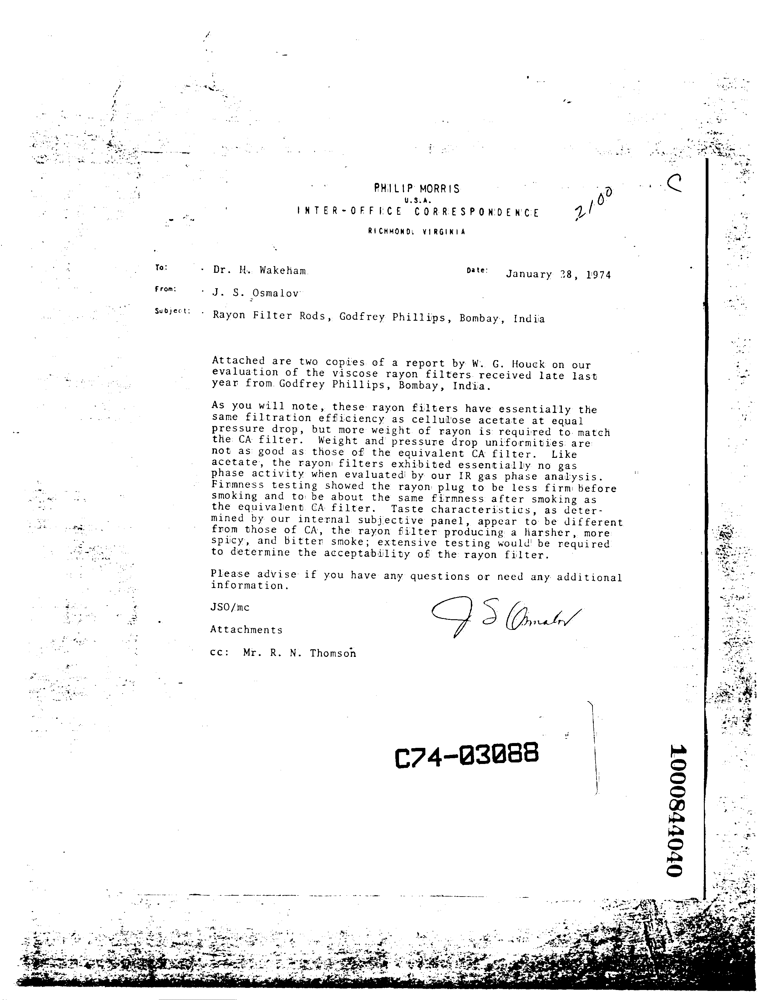 PHILIP MORRIS
U.S.A.
INTER-OFFICE CORRESPONDENCE
RICHMOND, VIRGINIA
2100
C
To: Dr. H. Wakeham
Date: January 28, 1974
From: J. S. Osmalov
Subject: Rayon Filter Rods, Godfrey Phillips, Bombay, India
Attached are two copies of a report by W. G. Houck on our
evaluation of the viscose rayon filters received late last
year from Godfrey Phillips, Bombay, India.
As you will note, these rayon filters have essentially the
same filtration efficiency as cellulose acetate at equal
pressure drop, but more weight of rayon is required to match
the CA filter. Weight and pressure drop uniformities are
not as good as those of the equivalent CA filter. Like
acetate, the rayon filters exhibited essentially no gas
phase activity when evaluated by our IR gas phase analysis.
Firmness testing showed the rayon plug to be less firm before
smoking and to be about the same firmness after smoking as
the equivalent CA filter. Taste characteristics, as deter-
mined by our internal subjective panel, appear to be different
from those of CA, the rayon filter producing a harsher, more
spicy, and bitter smoke; extensive testing would be required
to determine the acceptability of the rayon filter.
Please advise if you have any questions or need any additional
information.
JSO/mc
J S Osmalov
Attachments
cc: Mr. R. N. Thomson
C74-03088
1000844040